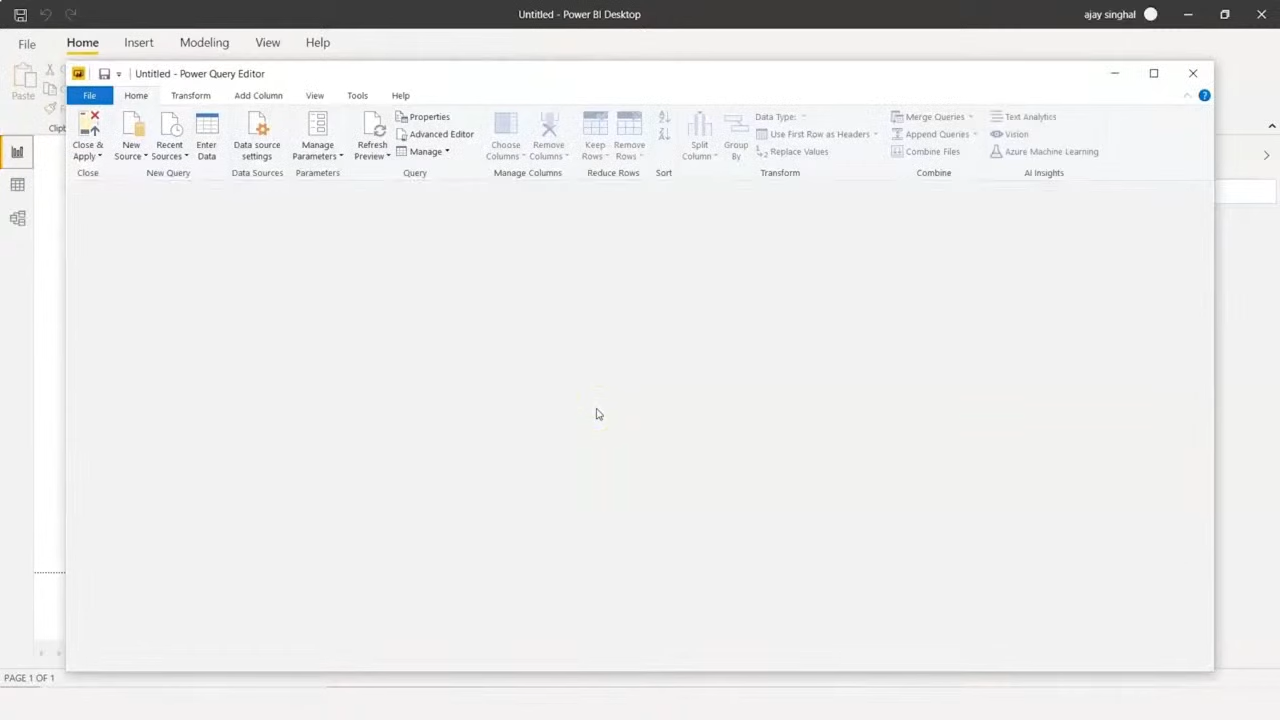 Untitled - Power BI Desktop
ajay singhal
File
Home
Insert
Modeling
View
Help
Paste
Untitled - Power Query Editor
File
Home
Transform
Add Column
View
Tools
Help
Close &
Apply
New
Source
Recent
Sources
Enter
Data
Data source
settings
Manage
Parameters
Refresh
Preview
Properties
Advanced Editor
Manage
Choose
Columns
Remove
Columns
Keep
Rows
Remove
Rows
Split
Column
Group
By
Data Type:
Use First Row as Headers
Replace Values
Merge Queries
Append Queries
Combine Files
Text Analytics
Vision
Azure Machine Learning
Close
New Query
Data Sources
Parameters
Query
Manage Columns
Reduce Rows
Sort
Transform
Combine
AI Insights
PAGE 1 OF 1